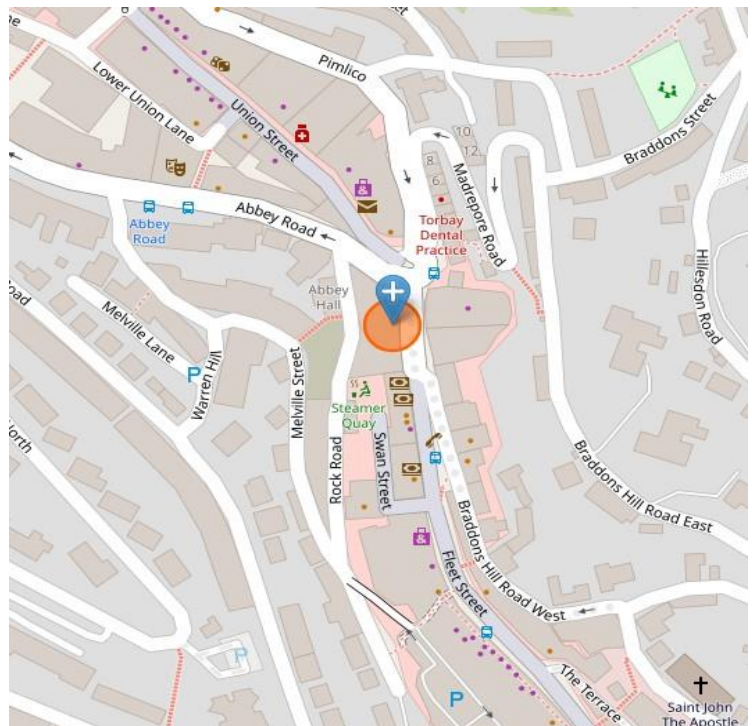 Pimlico
Lower Union Lane
Union Street
10
12
8
6
Madrepore Road
Braddons Street
Torbay
Dental
Practice
Abbey Road
Abbey
Road
Abbey
Hall
Hillesdon Road
Melville Lane
P
Warren Hill
Melville Street
Steamer
Quay
Swan Street
Rock Road
Road
North
Braddons Hill Road East
Braddons Hill Road West
Fleet Street
P
P
The Terrace
Saint John
The Apostle